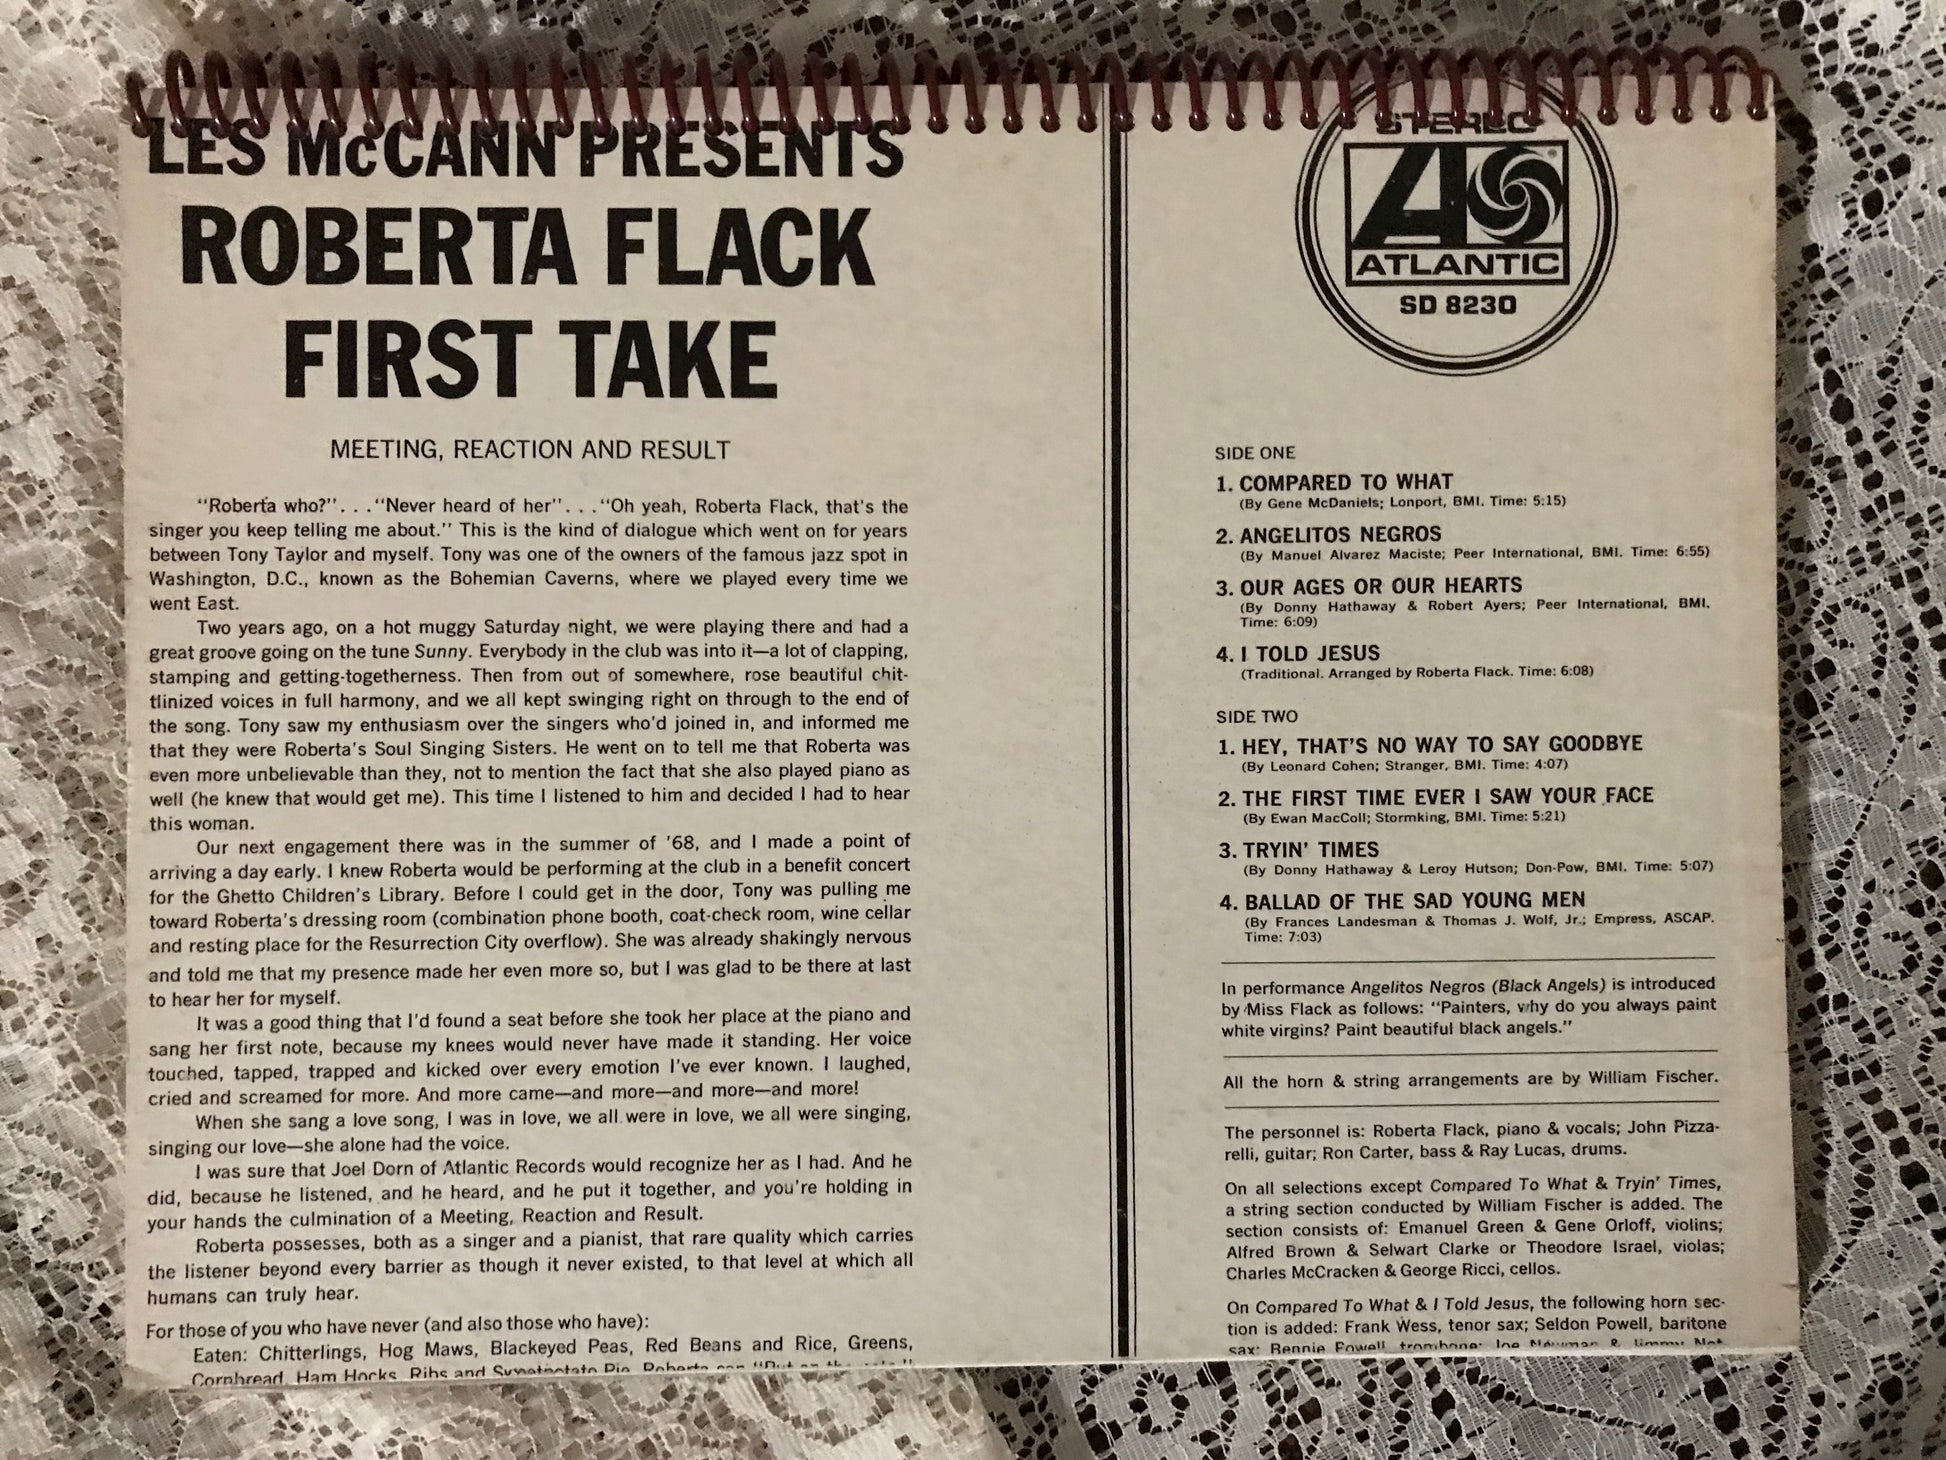 LES McCANN PRESENTS
ROBERTA FLACK
FIRST TAKE
MEETING, REACTION AND RESULT
"Roberta who?"...."Never heard of her"...."Oh yeah, Roberta Flack, that's the
singer you keep telling me about." This is the kind of dialogue which went on for years
between Tony Taylor and myself. Tony was one of the owners of the famous jazz spot in
Washington, D.C., known as the Bohemian Caverns, where we played every time we
went East.
Two years ago, on a hot muggy Saturday night, we were playing there and had a
great groove going on the tune Sunny. Everybody in the club was into it—a lot of clapping,
stamping and getting-togetherness. Then from out of somewhere, rose beautiful chit-
tlinized voices in full harmony, and we all kept swinging right on through to the end of
the song. Tony saw my enthusiasm over the singers who'd joined in, and informed me
that they were Roberta's Soul Singing Sisters. He went on to tell me that Roberta was
even more unbelievable than they, not to mention the fact that she also played piano as
well (he knew that would get me). This time I listened to him and decided I had to hear
this woman.
Our next engagement there was in the summer of '68, and I made a point of
arriving a day early. I knew Roberta would be performing at the club in a benefit concert
for the Ghetto Children's Library. Before I could get in the door, Tony was pulling me
toward Roberta's dressing room (combination phone booth, coat-check room, wine cellar
and resting place for the Resurrection City overflow). She was already shakingly nervous
and told me that my presence made her even more so, but I was glad to be there at last
to hear her for myself.
It was a good thing that I'd found a seat before she took her place at the piano and
sang her first note, because my knees would never have made it standing. Her voice
touched, tapped, trapped and kicked over every emotion I've ever known. I laughed,
cried and screamed for more. And more came—and more—and more—and more!
When she sang a love song, I was in love, we all were in love, we all were singing,
singing our love—she alone had the voice.
I was sure that Joel Dorn of Atlantic Records would recognize her as I had. And he
did, because he listened, and he heard, and he put it together, and you're holding in
your hands the culmination of a Meeting, Reaction and Result.
Roberta possesses, both as a singer and a pianist, that rare quality which carries
the listener beyond every barrier as though it never existed, to that level at which all
humans can truly hear.
For those of you who have never (and also those who have):
Eaten: Chitterlings, Hog Maws, Blackeyed Peas, Red Beans and Rice, Greens,
Cornbread, Ham Hocks, Ribs and Sweetpotato Pie, Roberta can "Put on the
STEREO
ATLANTIC
SD 8230
SIDE ONE
1. COMPARED TO WHAT
(By Gene McDaniels; Lonport, BMI. Time: 5:15)
2. ANGELITOS NEGROS
(By Manuel Alvarez Maciste; Peer International, BMI. Time: 6:55)
3. OUR AGES OR OUR HEARTS
(By Donny Hathaway & Robert Ayers; Peer International, BMI.
Time: 6:09)
4. I TOLD JESUS
(Traditional. Arranged by Roberta Flack. Time: 6:08)
SIDE TWO
1. HEY, THAT'S NO WAY TO SAY GOODBYE
(By Leonard Cohen; Stranger, BMI. Time: 4:07)
2. THE FIRST TIME EVER I SAW YOUR FACE
(By Ewan MacColl; Stormking, BMI. Time: 5:21)
3. TRYIN' TIMES
(By Donny Hathaway & Leroy Hutson; Don-Pow, BMI. Time: 5:07)
4. BALLAD OF THE SAD YOUNG MEN
(By Frances Landesman & Thomas J. Wolf, Jr.; Empress, ASCAP.
Time: 7:03)
In performance Angelitos Negros (Black Angels) is introduced
by Miss Flack as follows: "Painters, why do you always paint
white virgins? Paint beautiful black angels."
All the horn & string arrangements are by William Fischer.
The personnel is: Roberta Flack, piano & vocals; John Pizza-
relli, guitar; Ron Carter, bass & Ray Lucas, drums.
On all selections except Compared To What & Tryin' Times,
a string section conducted by William Fischer is added. The
section consists of: Emanuel Green & Gene Orloff, violins;
Alfred Brown & Selwart Clarke or Theodore Israel, violas;
Charles McCracken & George Ricci, cellos.
On Compared To What & I Told Jesus, the following horn sec-
tion is added: Frank Wess, tenor sax; Seldon Powell, baritone
sax; Bennie Powell, trombone; Joe Newman & Jimmy Not-